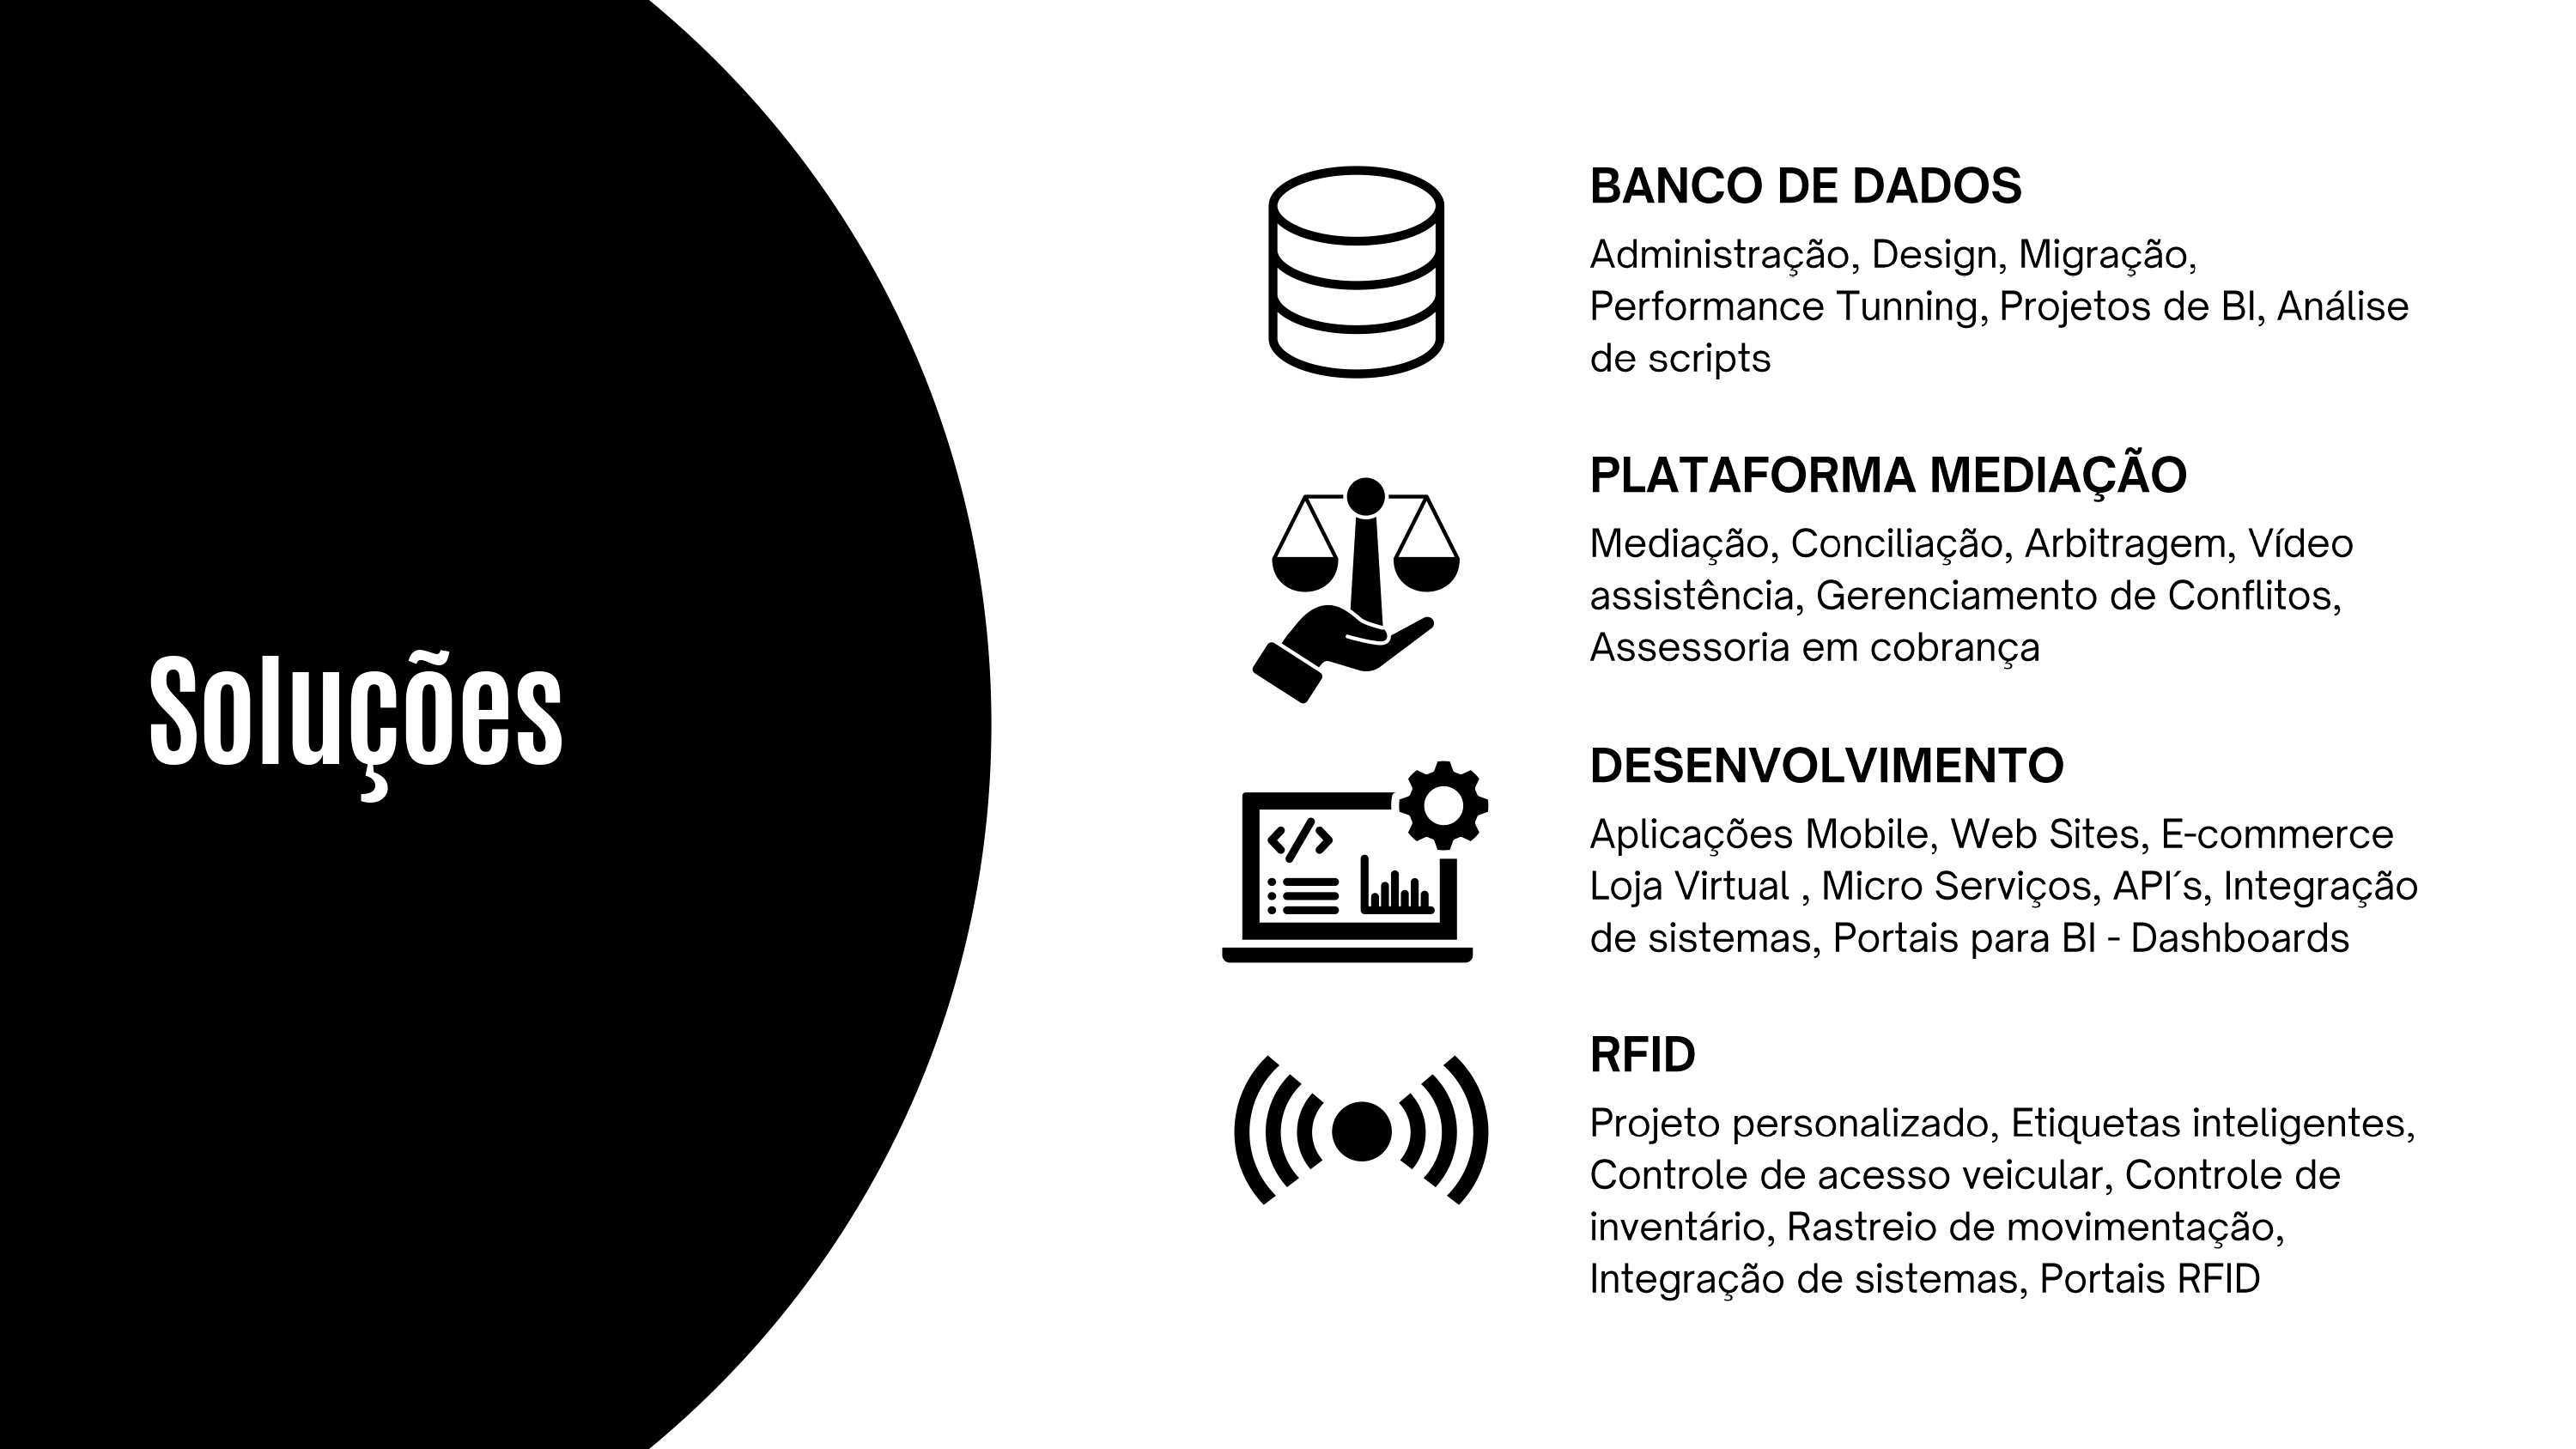 Soluções
BANCO DE DADOS
Administração, Design, Migração,
Performance Tunning, Projetos de BI, Análise
de scripts
PLATAFORMA MEDIAÇÃO
Mediação, Conciliação, Arbitragem, Vídeo
assistência, Gerenciamento de Conflitos,
Assessoria em cobrança
DESENVOLVIMENTO
Aplicações Mobile, Web Sites, E-commerce
Loja Virtual , Micro Serviços, API´s, Integração
de sistemas, Portais para BI - Dashboards
RFID
Projeto personalizado, Etiquetas inteligentes,
Controle de acesso veicular, Controle de
inventário, Rastreio de movimentação,
Integração de sistemas, Portais RFID